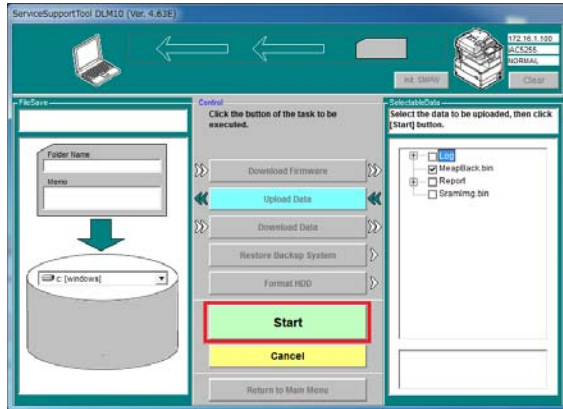 ServiceSupportTool DLM10 (Ver. 4.63E)
172.16.1.100
iAC5255
NORMAL
Init. SMPW
Clear
FileSave
Folder Name
Memo
c: [windows]
Control
Click the button of the task to be
executed.
Download Firmware
Upload Data
Download Data
Restore Backup System
Format HDD
Start
Cancel
Return to Main Menu
SelectableData
Select the data to be uploaded, then click
[Start] button.
Log
MeapBack.bin
Report
SramImg.bin